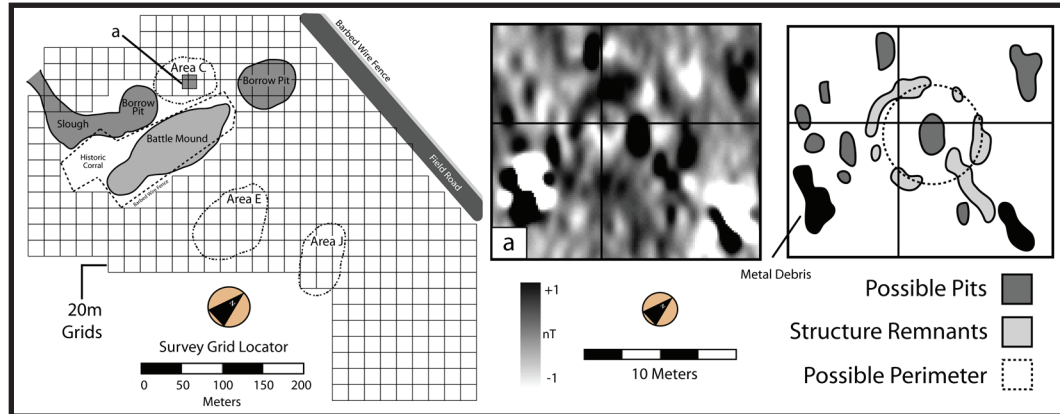 a
Area C
Borrow Pit
Barbed Wire Fence
Field Road
Borrow
Pit
Slough
Battle Mound
Historic
Corral
Barbed Wire Fence
Area E
Area J
20m
Grids
N
Survey Grid Locator
0 50 100 150 200
Meters
a
+1
nT
-1
N
10 Meters
Metal Debris
Possible Pits
Structure Remnants
Possible Perimeter